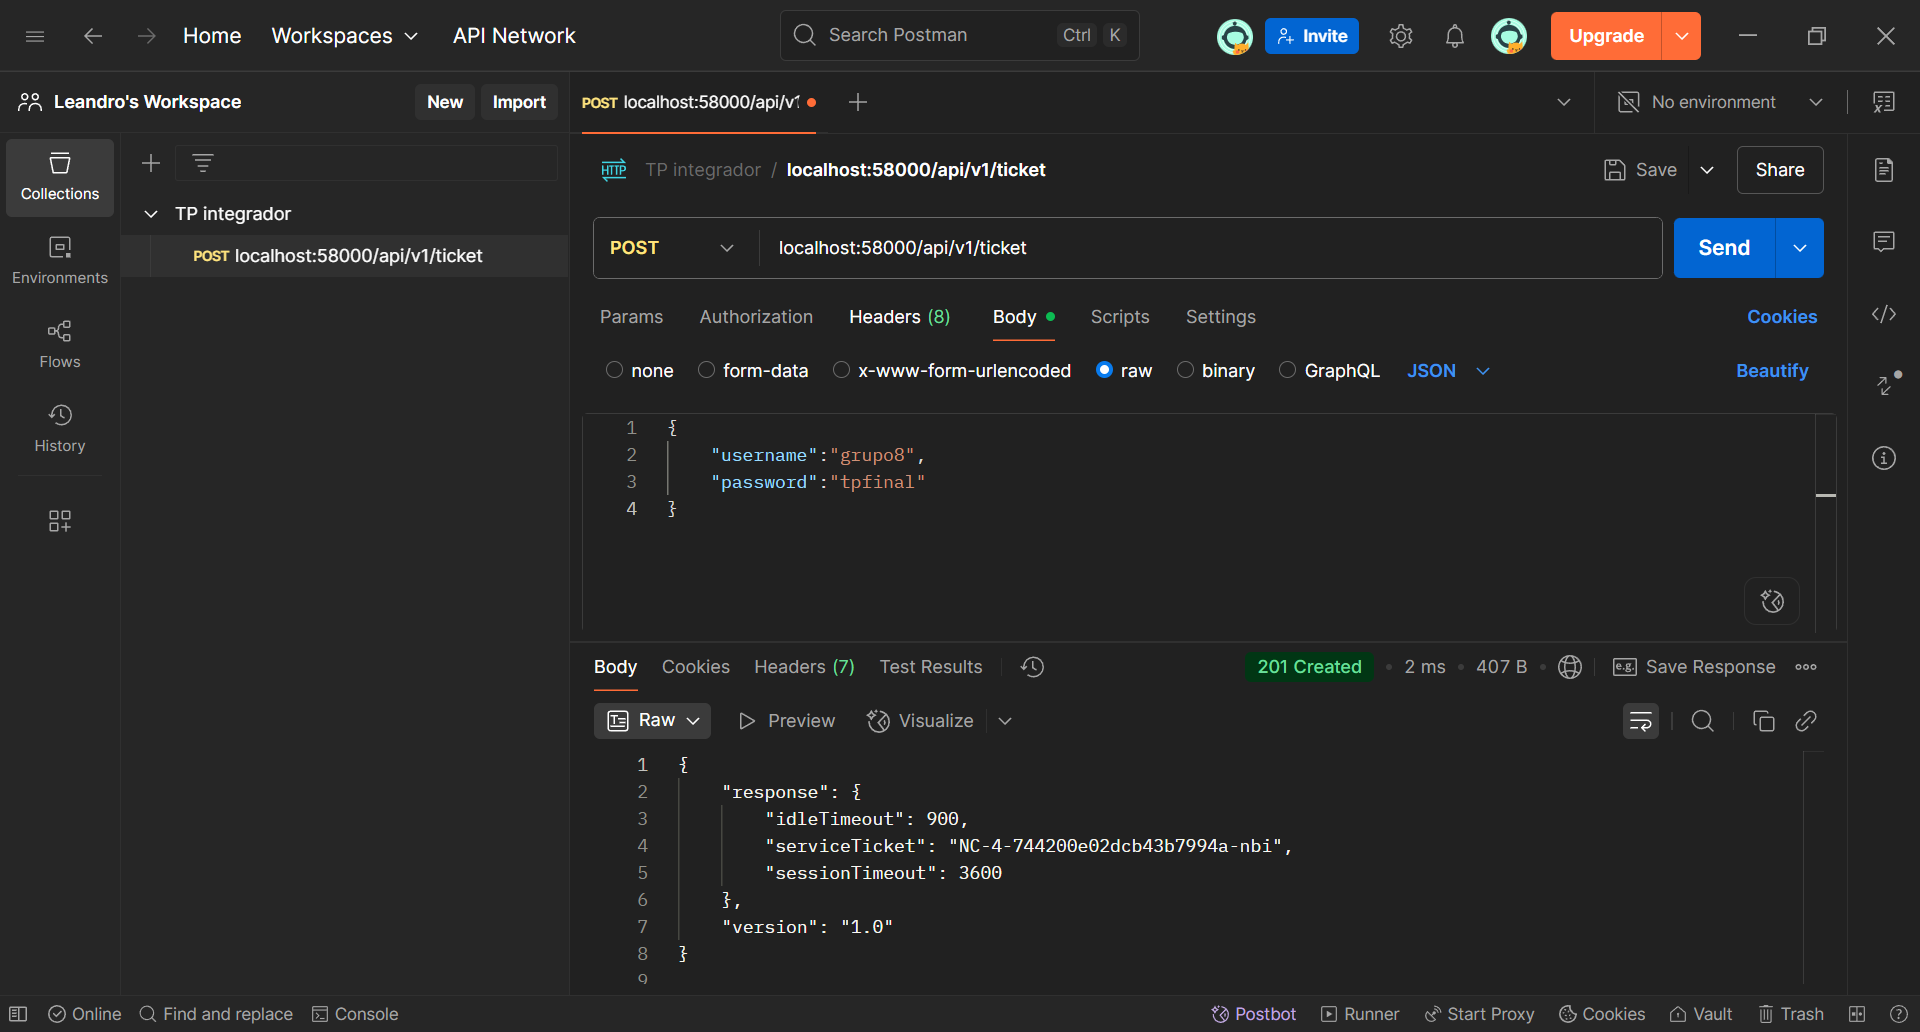 Home Workspaces API Network Search Postman Ctrl K Invite Upgrade
Leandro's Workspace New Import POST localhost:58000/api/v1 No environment
Collections
Environments
Flows
History
TP integrador
POST localhost:58000/api/v1/ticket
HTTP TP integrador / localhost:58000/api/v1/ticket Save Share
POST localhost:58000/api/v1/ticket Send
Params Authorization Headers (8) Body Scripts Settings Cookies
none form-data x-www-form-urlencoded raw binary GraphQL JSON Beautify
1 {
2 "username":"grupo8",
3 "password":"tpfinal"
4 }
Body Cookies Headers (7) Test Results 201 Created • 2 ms • 407 B • e.g. Save Response
Raw Preview Visualize
1 {
2 "response": {
3 "idleTimeout": 900,
4 "serviceTicket": "NC-4-744200e02dcb43b7994a-nbi",
5 "sessionTimeout": 3600
6 },
7 "version": "1.0"
8 }
9
Online Find and replace Console Postbot Runner Start Proxy Cookies Vault Trash